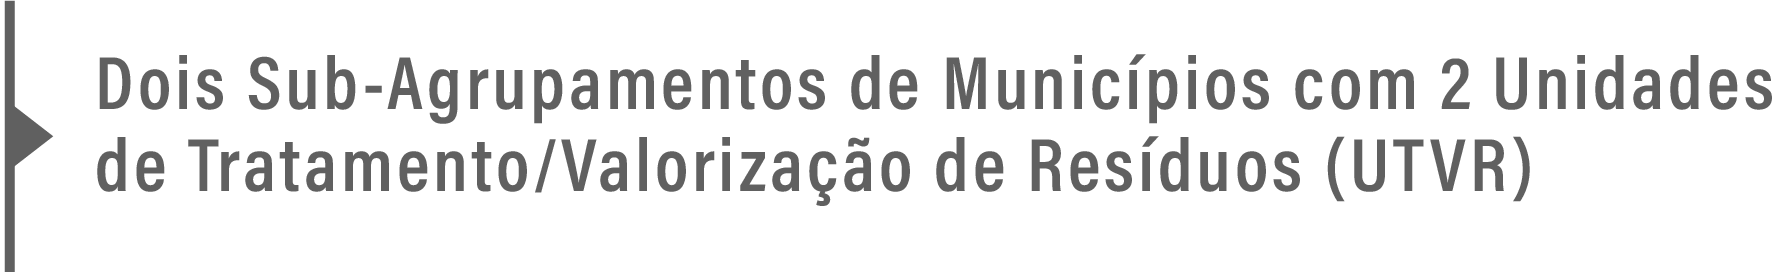 Dois Sub-Agrupamentos de Municípios com 2 Unidades
de Tratamento/Valorização de Resíduos (UTVR)